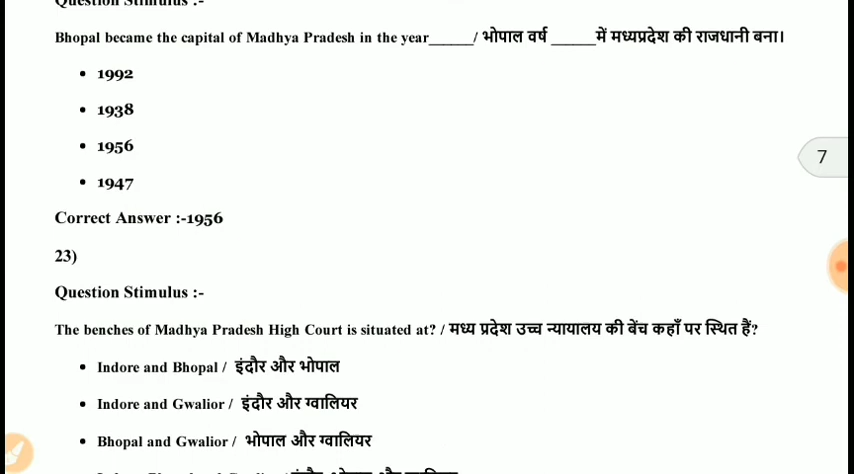 Question Stimulus :-
Bhopal became the capital of Madhya Pradesh in the year______/ भोपाल वर्ष ______में मध्यप्रदेश की राजधानी बना।
• 1992
• 1938
• 1956
• 1947
Correct Answer :-1956
7
23)
Question Stimulus :-
The benches of Madhya Pradesh High Court is situated at? / मध्य प्रदेश उच्च न्यायालय की बेंच कहाँ पर स्थित हैं?
• Indore and Bhopal / इंदौर और भोपाल
• Indore and Gwalior / इंदौर और ग्वालियर
• Bhopal and Gwalior / भोपाल और ग्वालियर